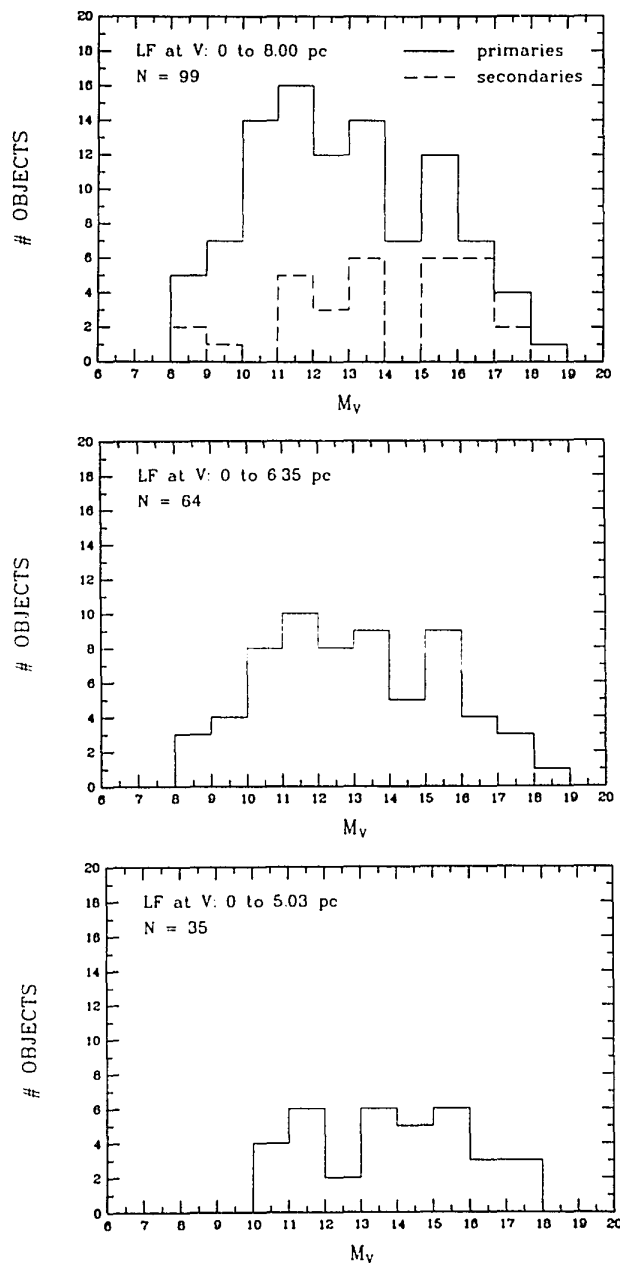 20
18
16
14
12
10
8
6
4
2
0
# OBJECTS
LF at V: 0 to 8.00 pc
N = 99
primaries
secondaries
6 7 8 9 10 11 12 13 14 15 16 17 18 19 20
M_V
20
18
16
14
12
10
8
6
4
2
0
# OBJECTS
LF at V: 0 to 6.35 pc
N = 64
6 7 8 9 10 11 12 13 14 15 16 17 18 19 20
M_V
20
18
16
14
12
10
8
6
4
2
0
# OBJECTS
LF at V: 0 to 5.03 pc
N = 35
6 7 8 9 10 11 12 13 14 15 16 17 18 19 20
M_V